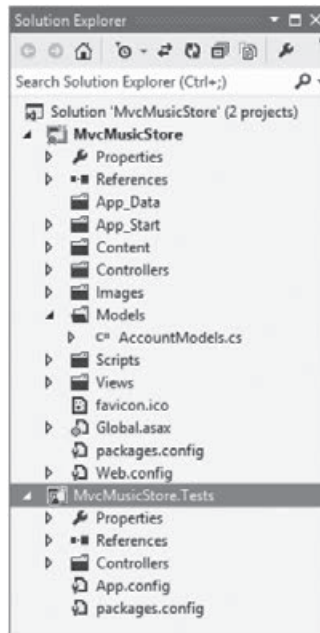 Solution Explorer
Search Solution Explorer (Ctrl+;)
Solution 'MvcMusicStore' (2 projects)
MvcMusicStore
Properties
References
App_Data
App_Start
Content
Controllers
Images
Models
C# AccountModels.cs
Scripts
Views
favicon.ico
Global.asax
packages.config
Web.config
MvcMusicStore.Tests
Properties
References
Controllers
App.config
packages.config